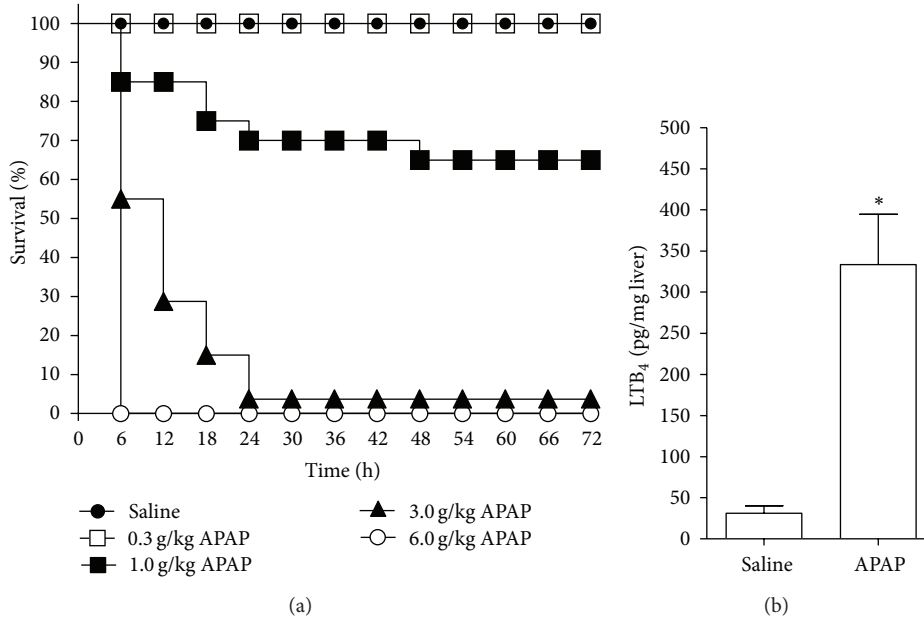 100
90
80
70
60
50
40
30
20
10
0
Survival (%)
0 6 12 18 24 30 36 42 48 54 60 66 72
Time (h)
Saline
0.3 g/kg APAP
1.0 g/kg APAP
3.0 g/kg APAP
6.0 g/kg APAP
(a)
500
450
400
350
300
250
200
150
100
50
0
LTB₄ (pg/mg liver)
*
Saline APAP
(b)